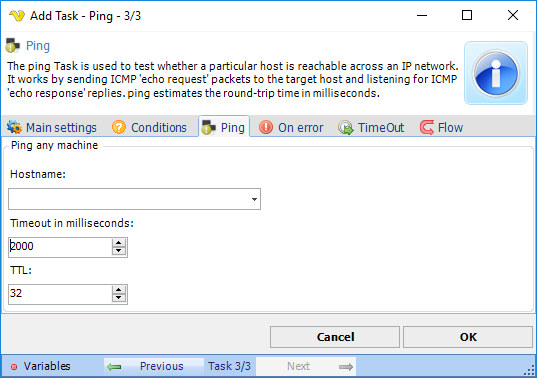 Add Task - Ping - 3/3
Ping
The ping Task is used to test whether a particular host is reachable across an IP network.
It works by sending ICMP 'echo request' packets to the target host and listening for ICMP
'echo response' replies. ping estimates the round-trip time in milliseconds.
Main settings Conditions Ping On error TimeOut Flow
Ping any machine
Hostname:
Timeout in milliseconds:
2000
TTL:
32
Cancel OK
Variables Previous Task 3/3 Next